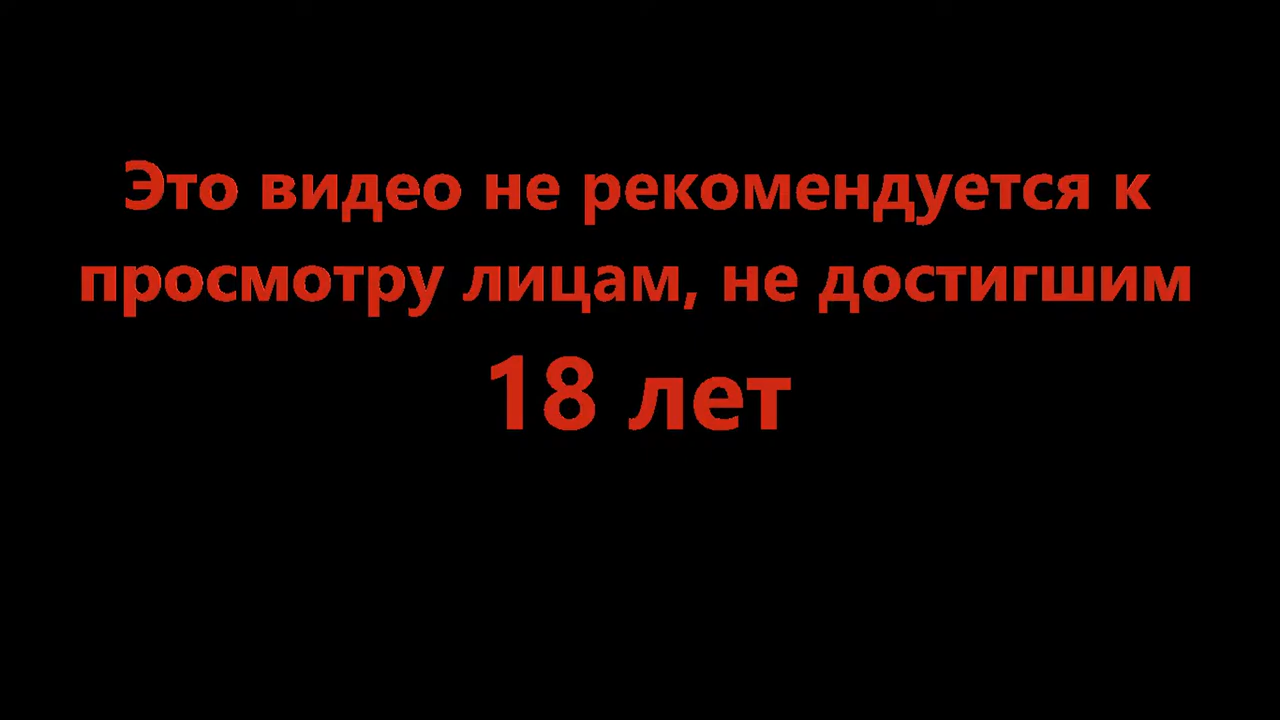 Это видео не рекомендуется к
просмотру лицам, не достигшим
18 лет